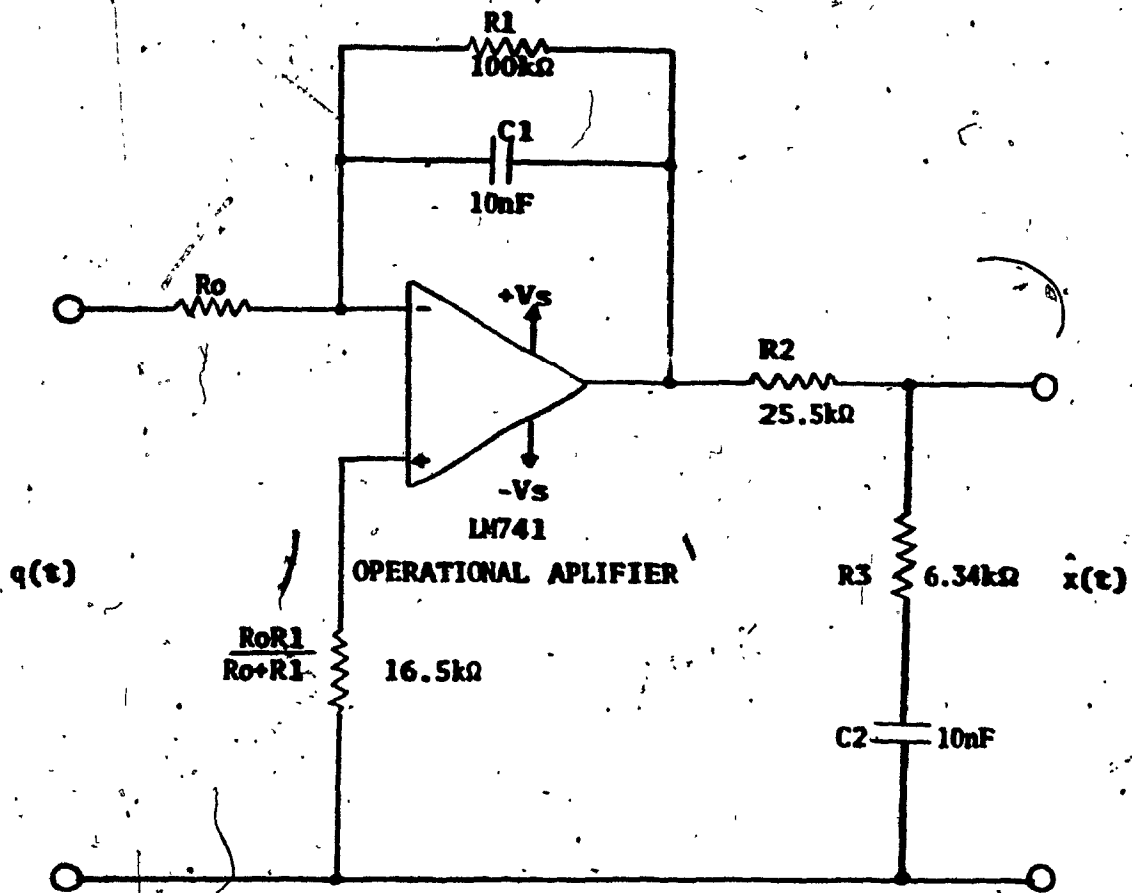 R1
100kΩ
C1
10nF
Ro
-
+Vs
R2
25.5kΩ
+
-Vs
LM741
OPERATIONAL APLIFIER
q(t)
R3 6.34kΩ x̂(t)
RoR1
Ro+R1
16.5kΩ
C2 10nF